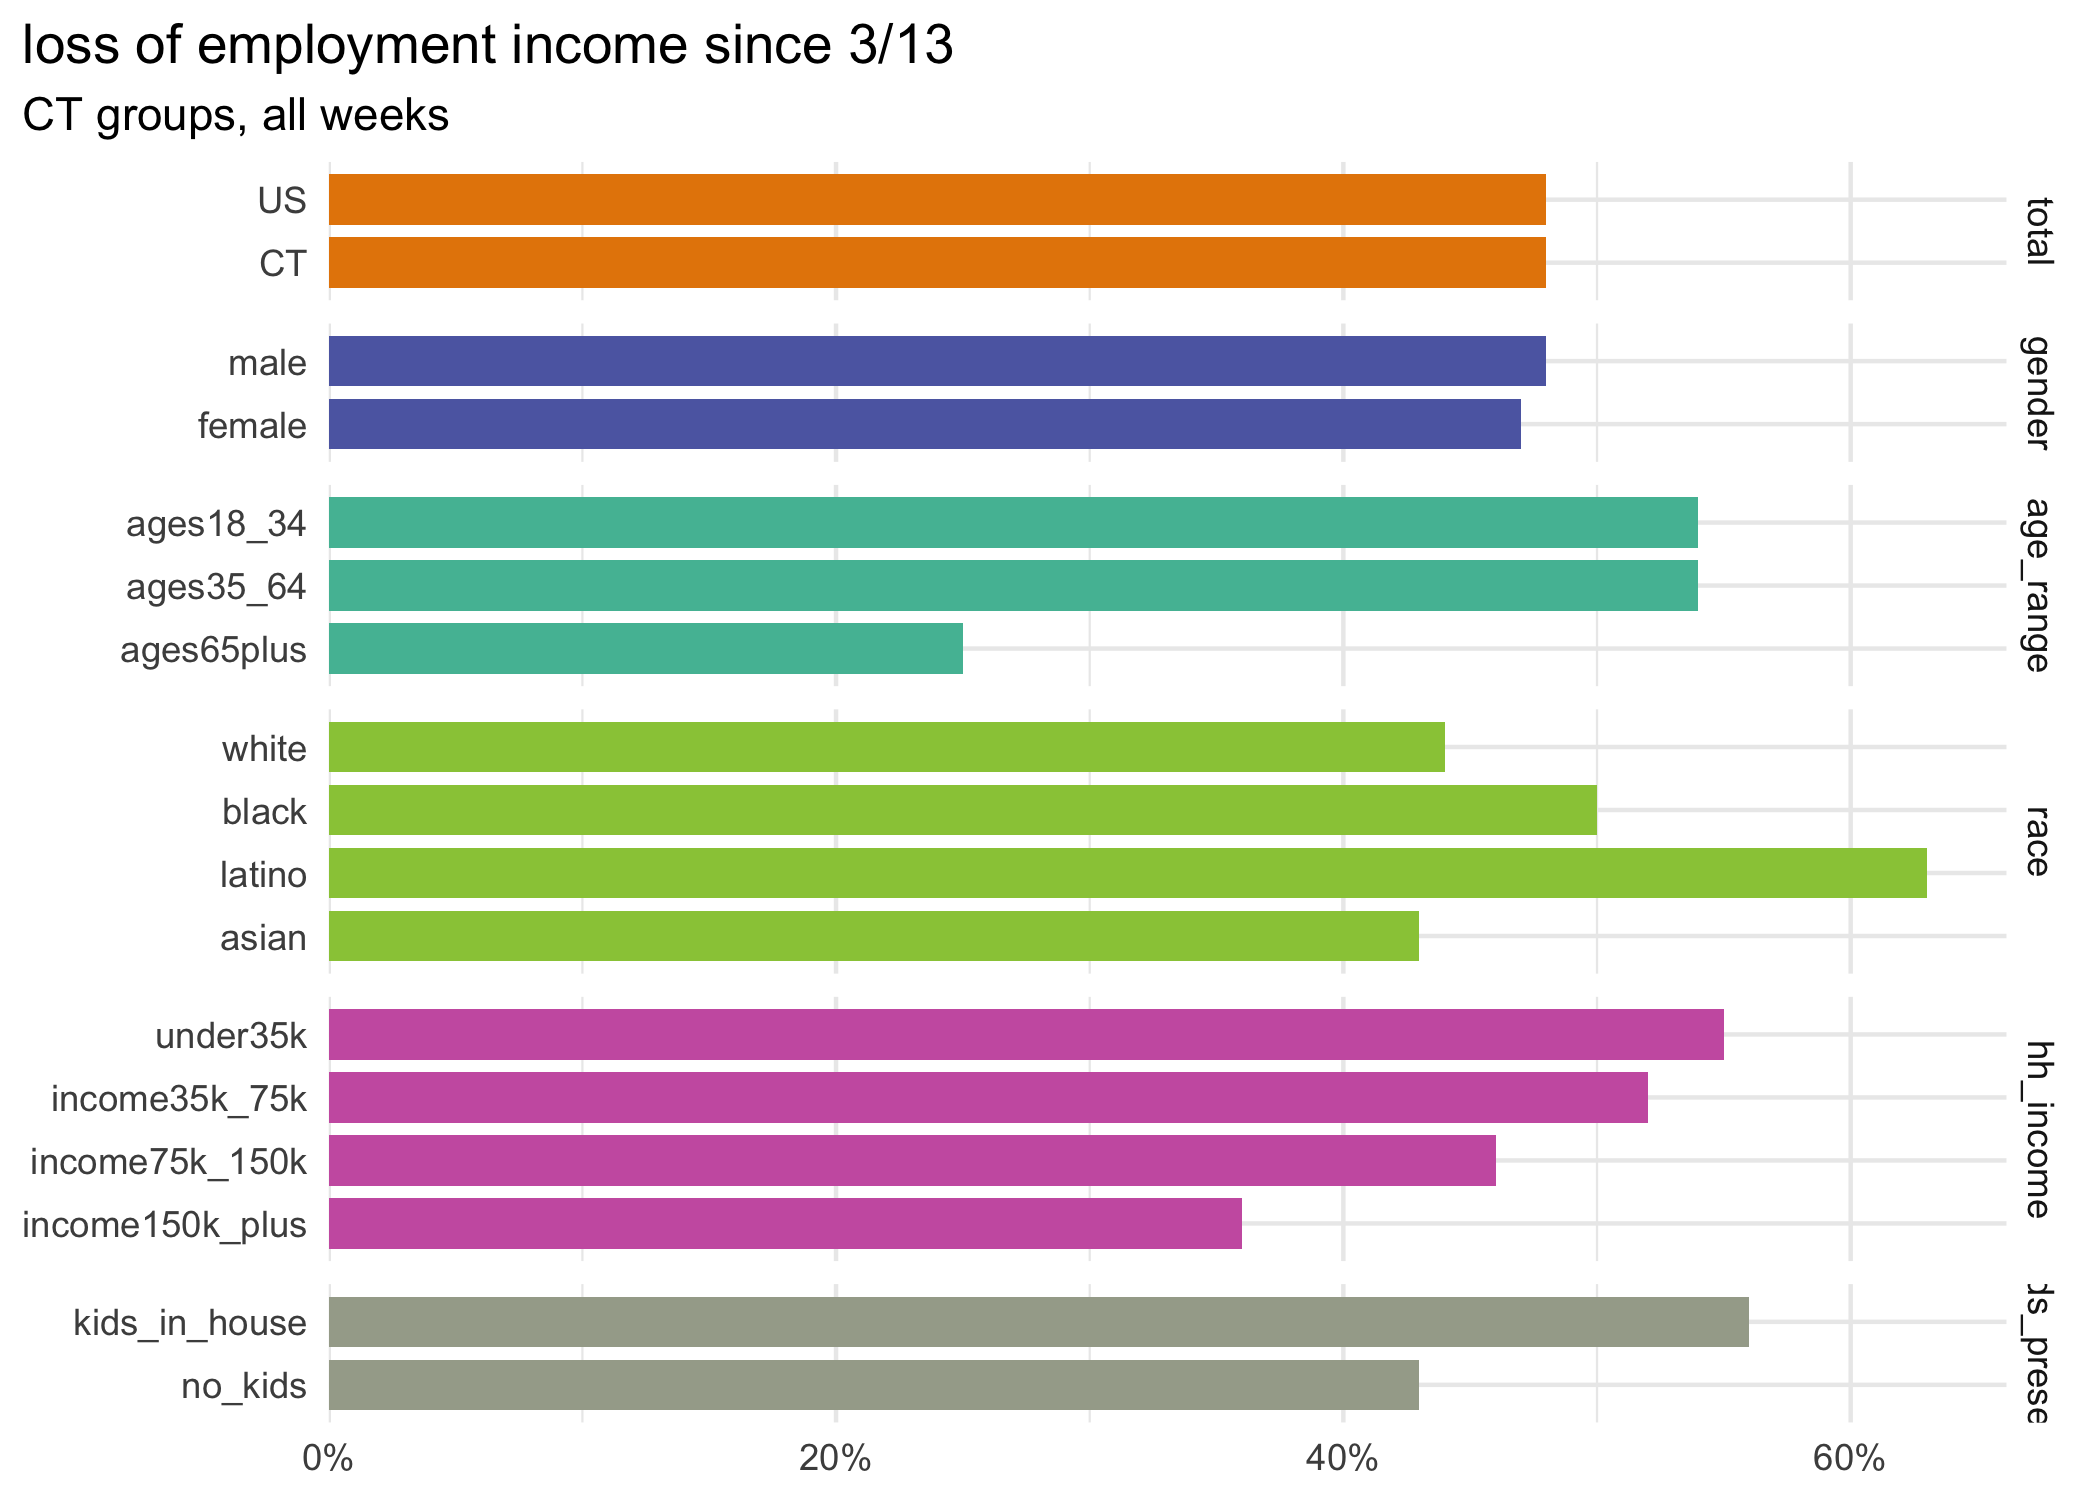 loss of employment income since 3/13
CT groups, all weeks
US
CT
total
male
female
gender
ages18_34
ages35_64
ages65plus
age_range
white
black
latino
asian
race
under35k
income35k_75k
income75k_150k
income150k_plus
hh_income
kids_in_house
no_kids
ds_prese
0%
20%
40%
60%